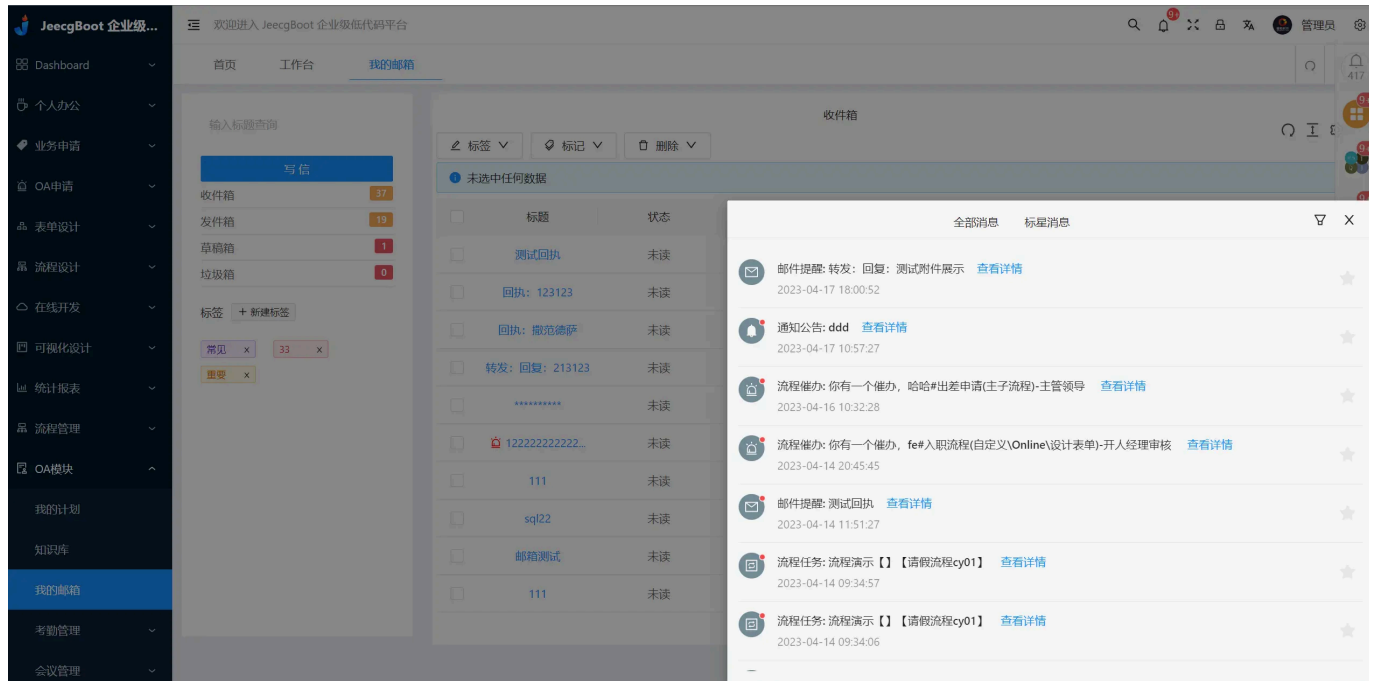 JeecgBoot 企业级...
欢迎进入 JeecgBoot 企业级低代码平台
9+
管理员
Dashboard
个人办公
业务申请
OA申请
表单设计
流程设计
在线开发
可视化设计
统计报表
流程管理
OA模块
我的计划
知识库
我的邮箱
考勤管理
会议管理
首页 工作台 我的邮箱
417
9+
9+
输入标题查询
写信
收件箱 37
发件箱 19
草稿箱 1
垃圾箱 0
标签 + 新建标签
常见 × 33 ×
重要 ×
收件箱
标签 标记 删除
未选中任何数据
标题 状态
测试回执 未读
回执：123123 未读
回执：撒范德萨 未读
转发：回复：213123 未读
********** 未读
122222222222... 未读
111 未读
sql22 未读
邮箱测试 未读
111 未读
全部消息 标星消息
邮件提醒: 转发：回复：测试附件展示 查看详情
2023-04-17 18:00:52
通知公告: ddd 查看详情
2023-04-17 10:57:27
流程催办: 你有一个催办，哈哈#出差申请(主子流程)-主管领导 查看详情
2023-04-16 10:32:28
流程催办: 你有一个催办，fe#入职流程(自定义\Online\设计表单)-开人经理审核 查看详情
2023-04-14 20:45:45
邮件提醒: 测试回执 查看详情
2023-04-14 11:51:27
流程任务: 流程演示【】【请假流程cy01】 查看详情
2023-04-14 09:34:57
流程任务: 流程演示【】【请假流程cy01】 查看详情
2023-04-14 09:34:06